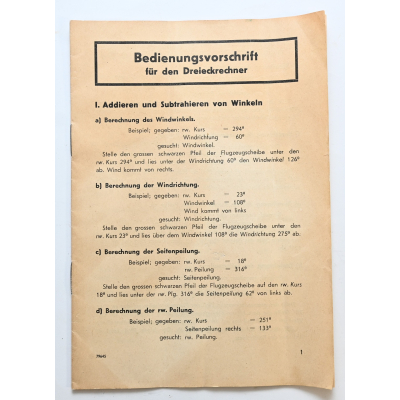 Bedienungsvorschrift
für den Dreieckrechner
I. Addieren und Subtrahieren von Winkeln
a) Berechnung des Windwinkels.
Beispiel; gegeben: rw. Kurs = 294°
Windrichtung = 60°
gesucht: Windwinkel.
Stelle den grossen schwarzen Pfeil der Flugzeugscheibe unter den
rw. Kurs 294° und lies unter der Windrichtung 60° den Windwinkel 126°
ab. Wind kommt von rechts.
b) Berechnung der Windrichtung.
Beispiel; gegeben: rw. Kurs = 23°
Windwinkel = 108°
Wind kommt von links
gesucht: Windrichtung.
Stelle den grossen schwarzen Pfeil der Flugzeugscheibe unter den
rw. Kurs 23° und lies über dem Windwinkel 108° die Windrichtung 275° ab.
c) Berechnung der Seitenpeilung.
Beispiel; gegeben: rw. Kurs = 18°
rw. Peilung = 316°
gesucht: Seitenpeilung.
Stelle den grossen schwarzen Pfeil der Flugzeugscheibe auf den rw. Kurs
18° und lies unter der rw. Plg. 316° die Seitenpeilung 62° von links ab.
d) Berechnung der rw. Peilung.
Beispiel; gegeben: rw. Kurs = 251°
Seitenpeilung rechts = 133°
gesucht: rw. Peilung.
1